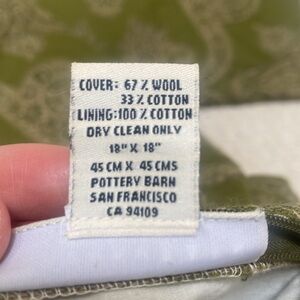 COVER: 67 % WOOL
33 % COTTON
LINING:100 % COTTON
DRY CLEAN ONLY
18" X 18"
45 CM X 45 CMS
POTTERY BARN
SAN FRANCISCO
CA 94109